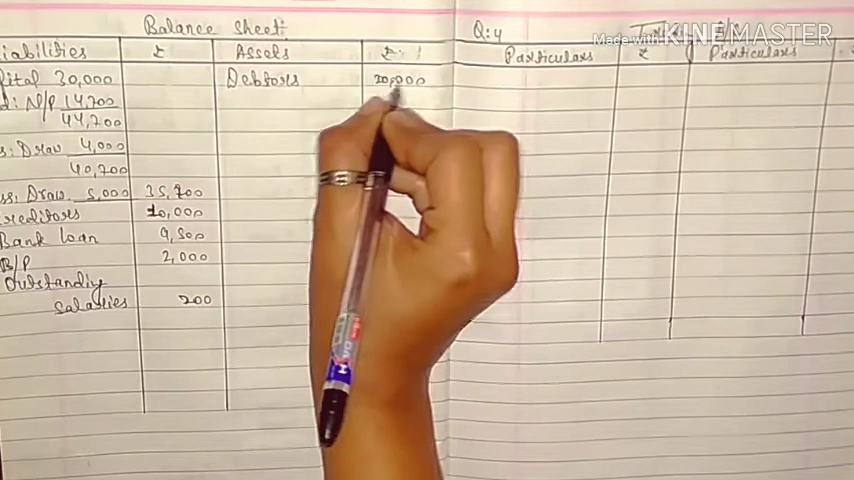 Balance Sheet:
iabilities ₹ Assets ₹
pital 30,000 Debtors 20,000
d: N/P 14,700
44,700
s: Draw 4,000
40,700
ss: Draw. 5,000 35,700
reditors 10,000
Bank loan 9,500
B/P 2,000
Outstanding
Salaries 200
Q:4
Particulars ₹ Particulars
Made with KINEMASTER